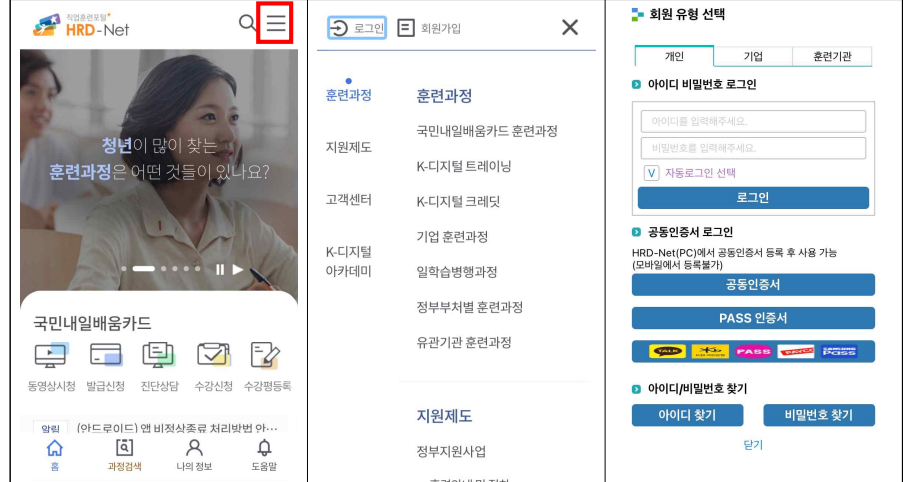 직업훈련포털
HRD-Net
청년이 많이 찾는
훈련과정은 어떤 것들이 있나요?
국민내일배움카드
동영상시청 발급신청 진단상담 수강신청 수강평등록
알림 (안드로이드) 앱 비정상종료 처리방법 안…
홈 과정검색 나의 정보 도움말
로그인 회원가입
훈련과정
지원제도
고객센터
K-디지털
아카데미
훈련과정
국민내일배움카드 훈련과정
K-디지털 트레이닝
K-디지털 크레딧
기업 훈련과정
일학습병행과정
정부부처별 훈련과정
유관기관 훈련과정
지원제도
정부지원사업
회원 유형 선택
개인 기업 훈련기관
아이디 비밀번호 로그인
아이디를 입력해주세요.
비밀번호를 입력해주세요.
V 자동로그인 선택
로그인
공동인증서 로그인
HRD-Net(PC)에서 공동인증서 등록 후 사용 가능
(모바일에서 등록불가)
공동인증서
PASS 인증서
TALK PASS PAYCO SAMSUNG Pass
아이디/비밀번호 찾기
아이디 찾기 비밀번호 찾기
닫기